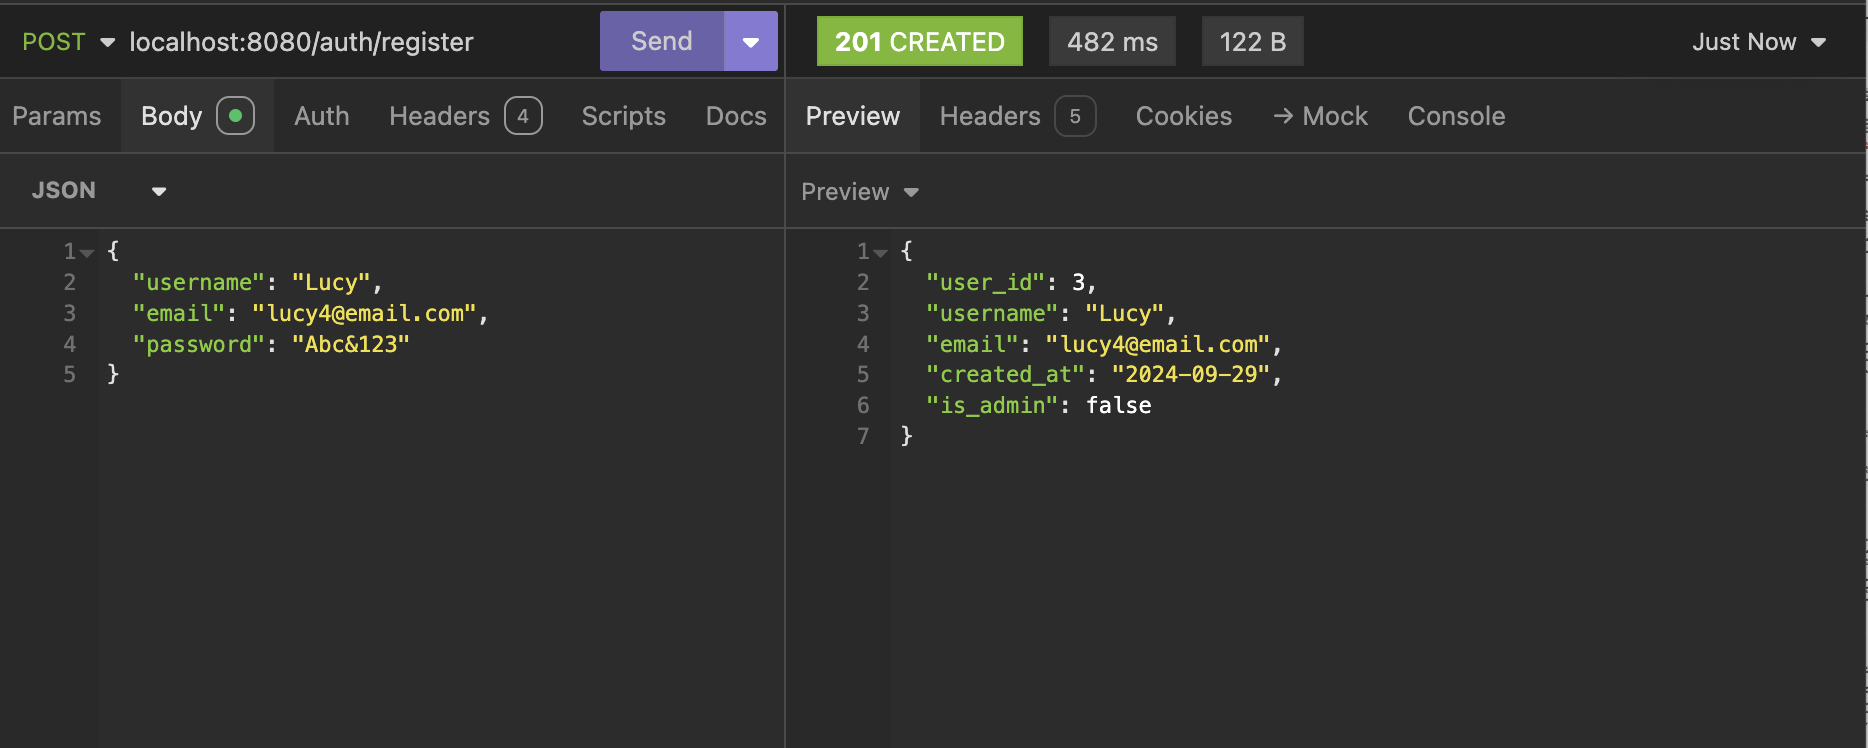 POST localhost:8080/auth/register Send 201 CREATED 482 ms 122 B Just Now
Params Body Auth Headers 4 Scripts Docs Preview Headers 5 Cookies → Mock Console
JSON Preview
1 {
2 "username": "Lucy",
3 "email": "lucy4@email.com",
4 "password": "Abc&123"
5 }
1 {
2 "user_id": 3,
3 "username": "Lucy",
4 "email": "lucy4@email.com",
5 "created_at": "2024-09-29",
6 "is_admin": false
7 }